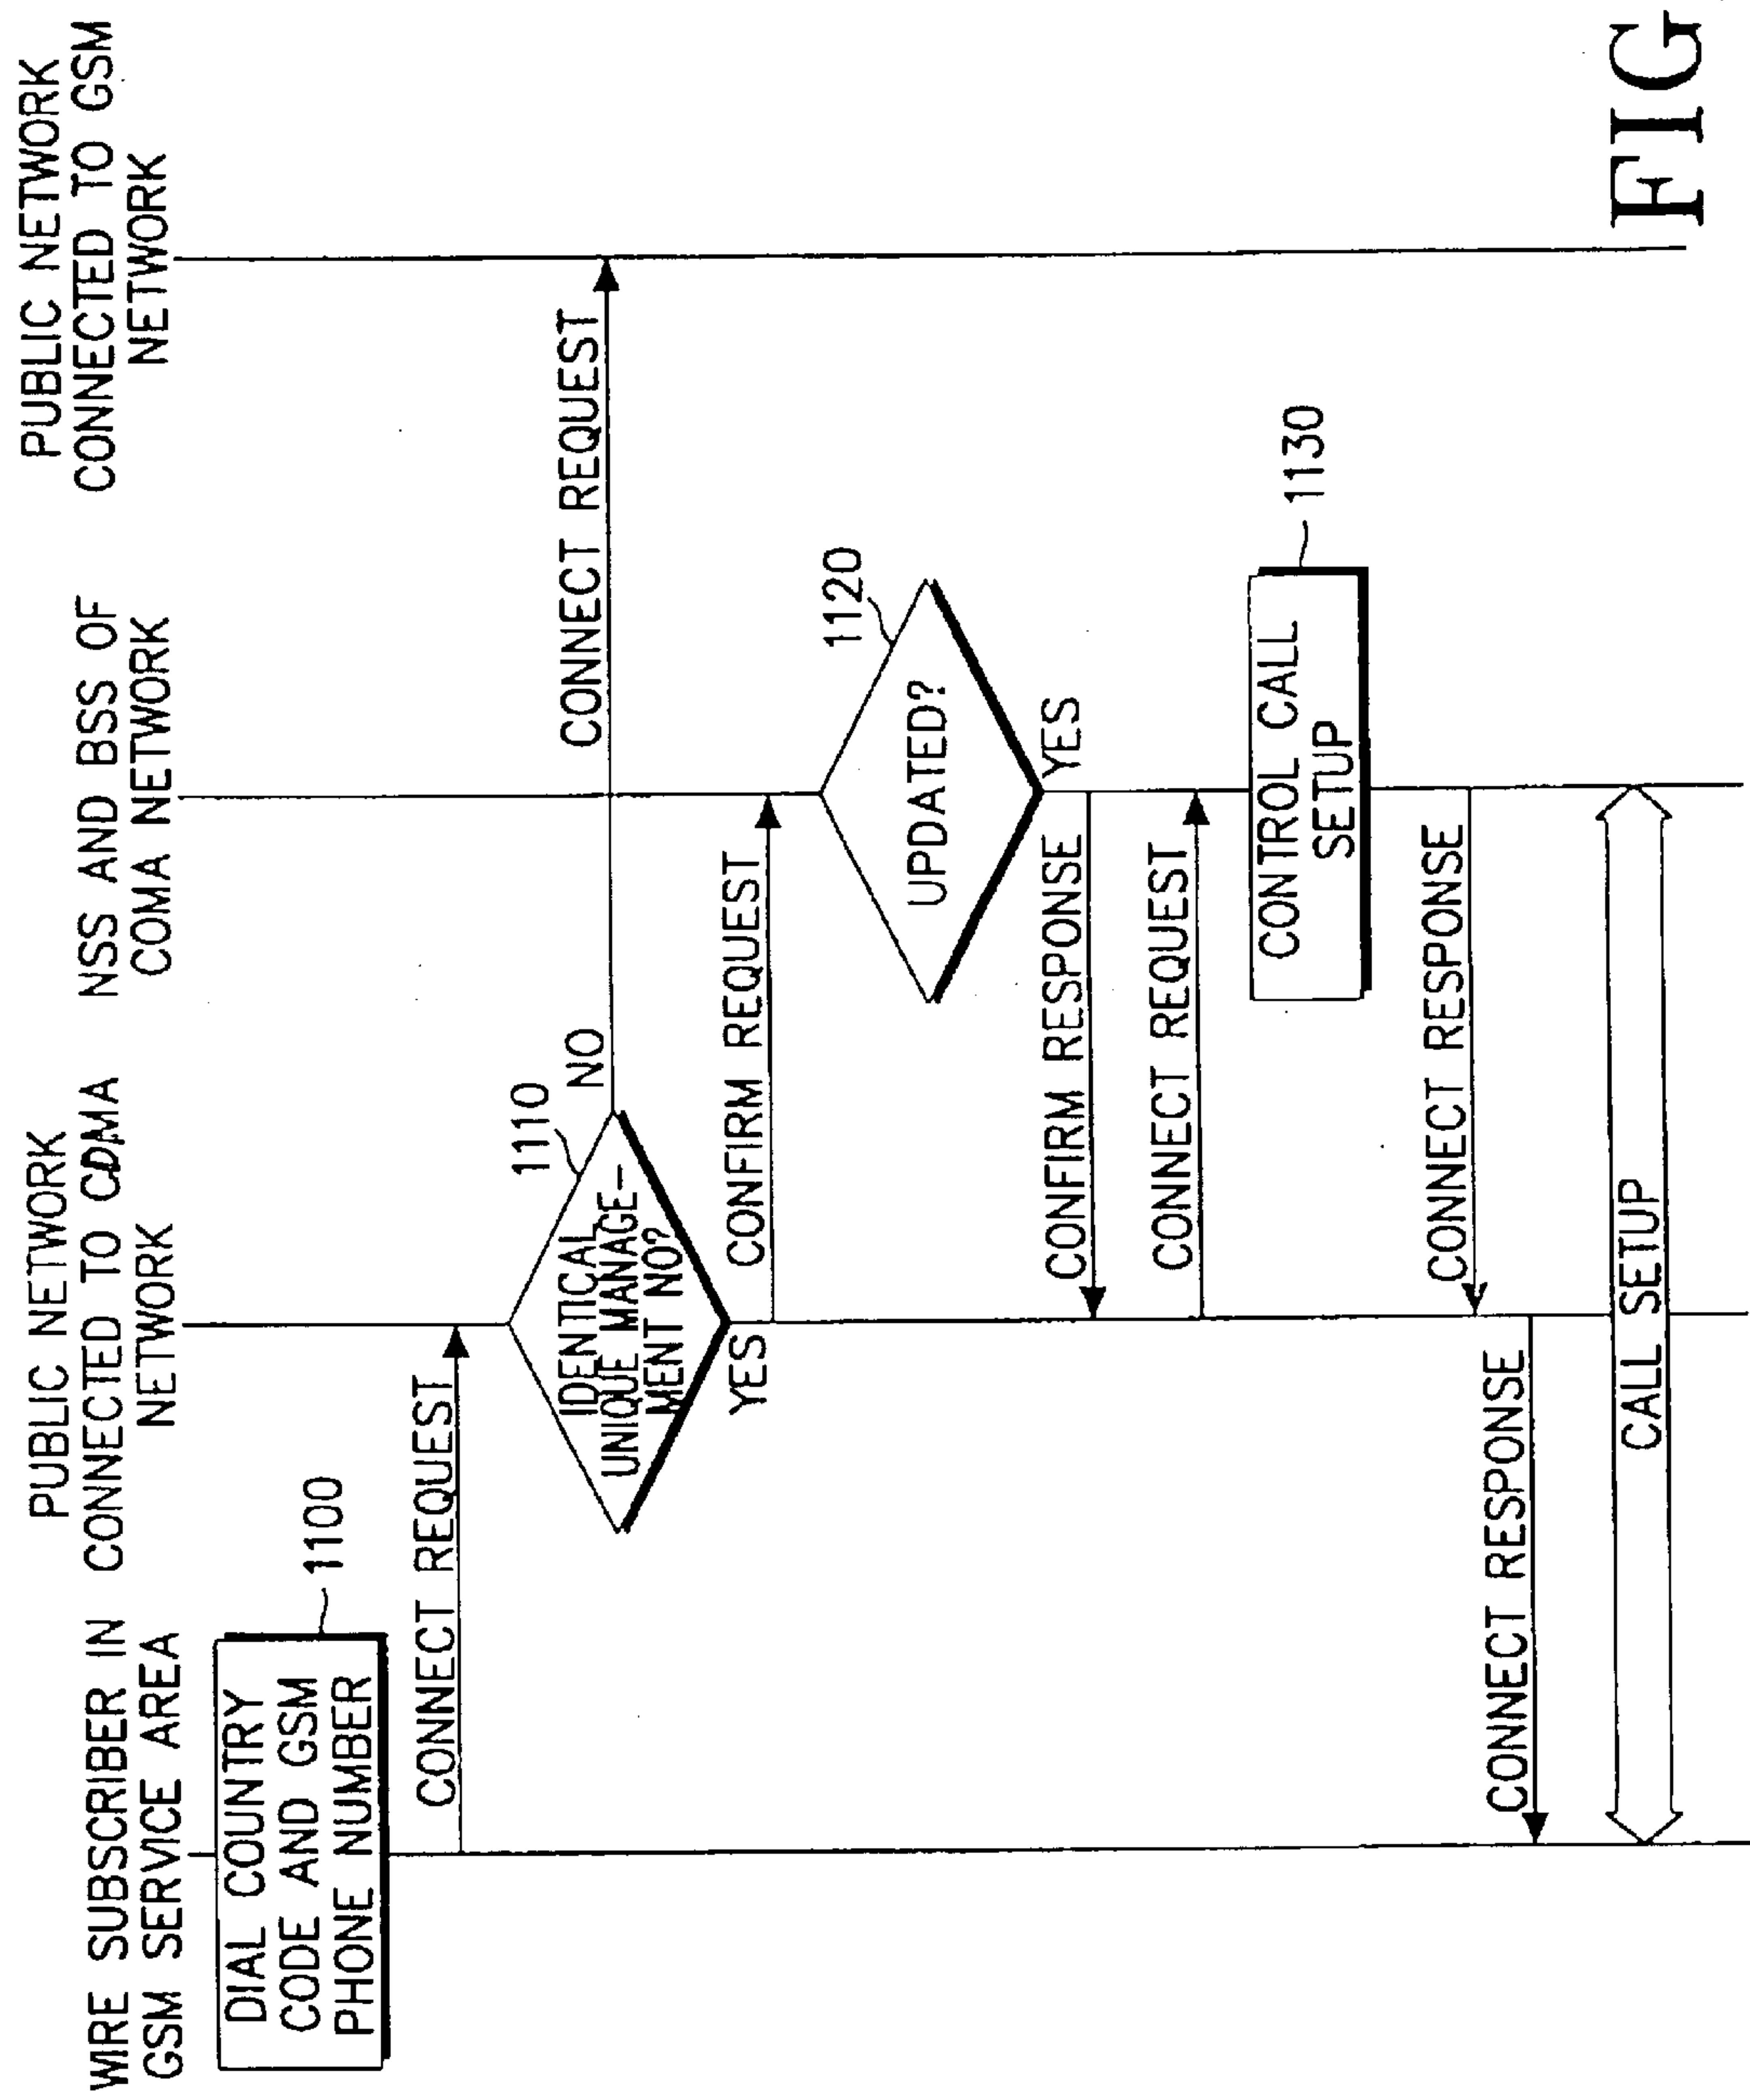 WIRE SUBSCRIBER IN
GSM SERVICE AREA
PUBLIC NETWORK
CONNECTED TO CDMA
NETWORK
NSS AND BSS OF
COMA NETWORK
PUBLIC NETWORK
CONNECTED TO GSM
NETWORK
DIAL COUNTRY
CODE AND GSM
PHONE NUMBER
1100
CONNECT REQUEST
1110
IDENTICAL
UNIQUE MANAGE-
MENT NO?
NO
CONNECT REQUEST
YES
CONFIRM REQUEST
1120
UPDATED?
YES
CONFIRM RESPONSE
CONNECT REQUEST
CONTROL CALL
SETUP
1130
CONNECT RESPONSE
CONNECT RESPONSE
CALL SETUP
FIG